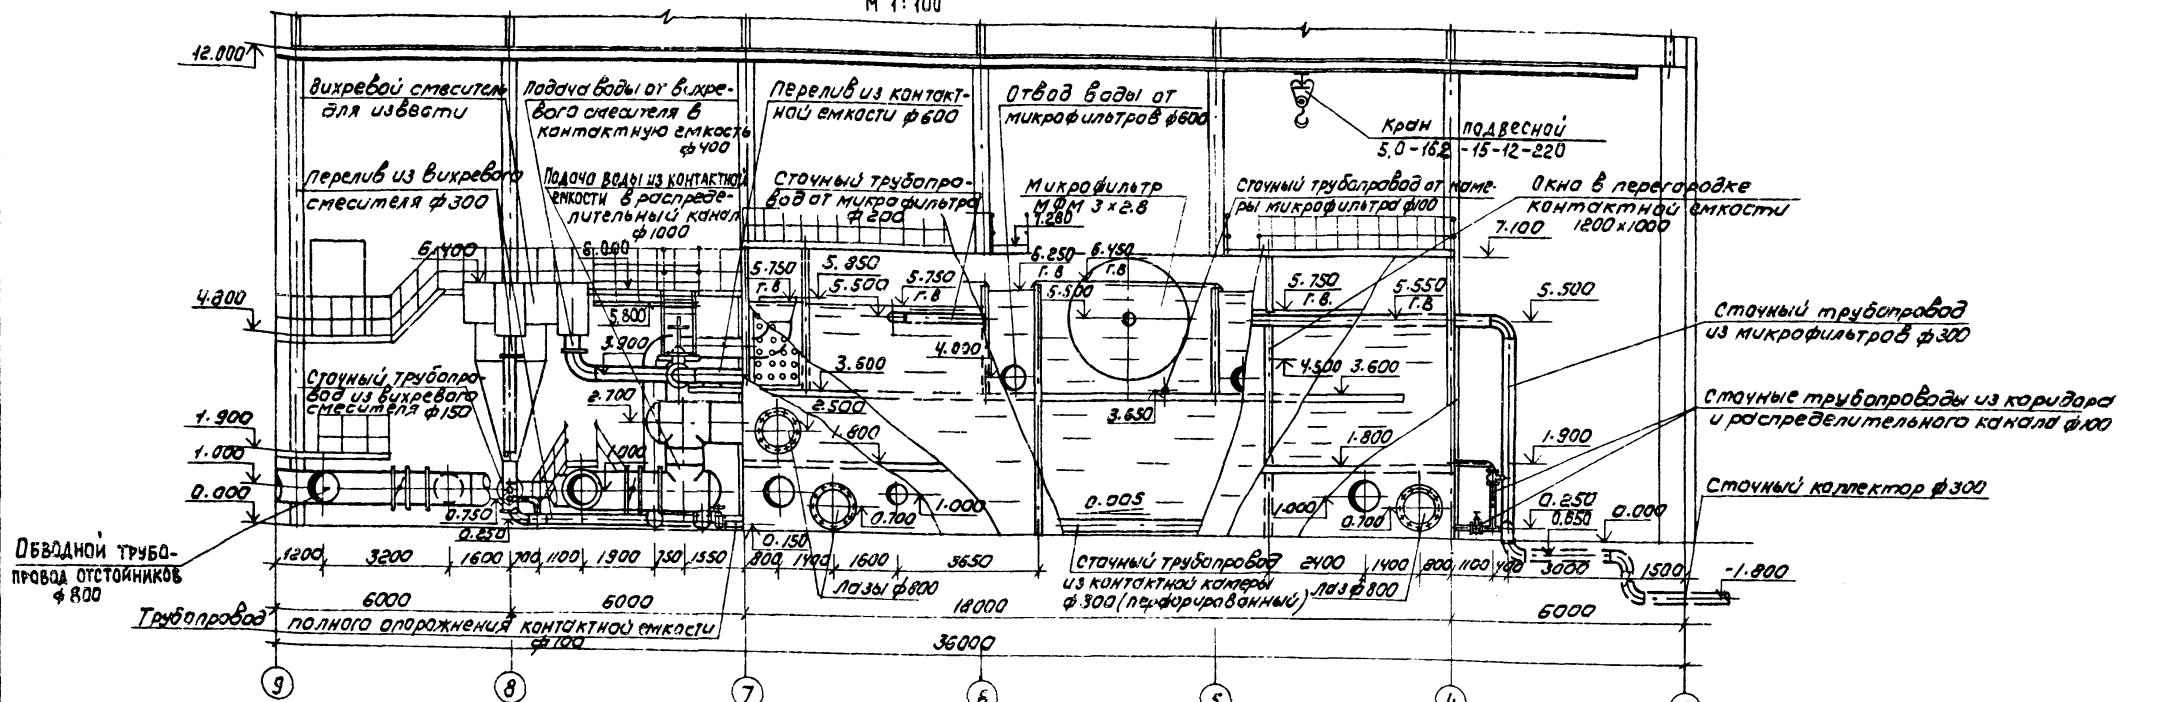 М 1:100
12.000
Вихревой смеситель
для извести
Подача воды от вихре-
вого смесителя в
контактную емкость
ф400
Перелив из контакт-
ной емкости ф600
Отвод воды от
микрофильтров ф600
Кран подвесной
5,0-16,2-15-12-220
Перелив из вихревого
смесителя ф300
Подача воды из контактной
емкости в распреде-
лительный канал
ф1000
Сточный трубопро-
вод от микрофильтра
ф200
Микрофильтр
МФМ 3×2.8
Сточный трубопровод от каме-
ры микрофильтра ф100
Окна в перегородке
контактной емкости
1200×1000
7.280
7.100
6.400
6.000
5.750
г.в
5.850
5.500
5.750
г.в
6.250
г.в
6.450
г.в
5.500
5.750
г.в.
5.550
г.в
5.500
4.800
5.800
3.900
4.000
3.600
4.500
3.600
Сточный трубопровод
из микрофильтров ф300
Сточный трубопро-
вод из вихревого
смесителя ф150
2.700
2.500
3.650
Сточные трубопроводы из коридора
и распределительного канала ф100
1.900
1.800
1.800
1.900
1.000
1.000
0.000
0.750
0.250
0.700
1.000
0.005
1.000
0.700
0.250
0.650
0.000
Сточный коллектор ф300
0.150
Обводной трубо-
провод отстойников
ф800
1200 3200 1600 1100 1900 750 1550 800 1400 1600 3650
Сточный трубопровод
из контактной камеры
ф300 (перфорированный)
2400 1400 800 1100 400 3000 1500
-1.800
Лазы ф800
Лаз ф800
6000 6000 18000 6000
Трубопровод полного опорожнения контактной емкости
ф100
36000
9 8 7 6 5 4